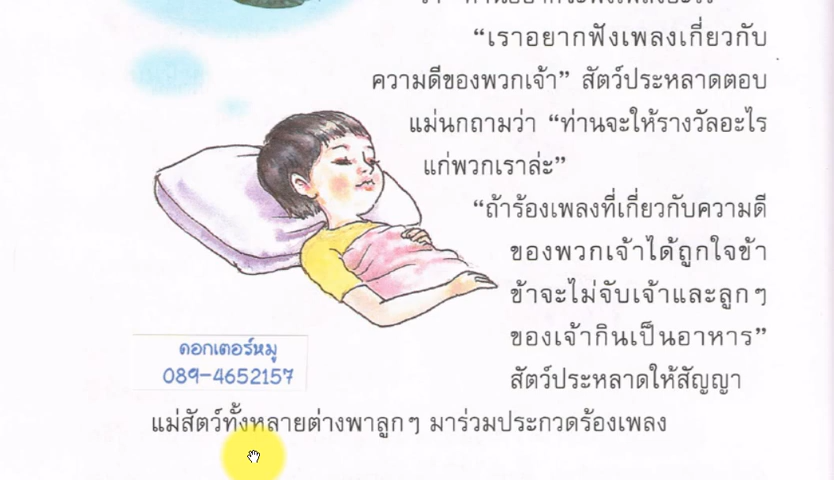 “เราอยากฟังเพลงเกี่ยวกับ
ความดีของพวกเจ้า” สัตว์ประหลาดตอบ
แม่นกถามว่า “ท่านจะให้รางวัลอะไร
แก่พวกเราล่ะ”
“ถ้าร้องเพลงที่เกี่ยวกับความดี
ของพวกเจ้าได้ถูกใจข้า
ข้าจะไม่จับเจ้าและลูกๆ
ของเจ้ากินเป็นอาหาร”
สัตว์ประหลาดให้สัญญา
ดอกเตอร์หมู
089-4652157
แม่สัตว์ทั้งหลายต่างพาลูกๆ มาร่วมประกวดร้องเพลง